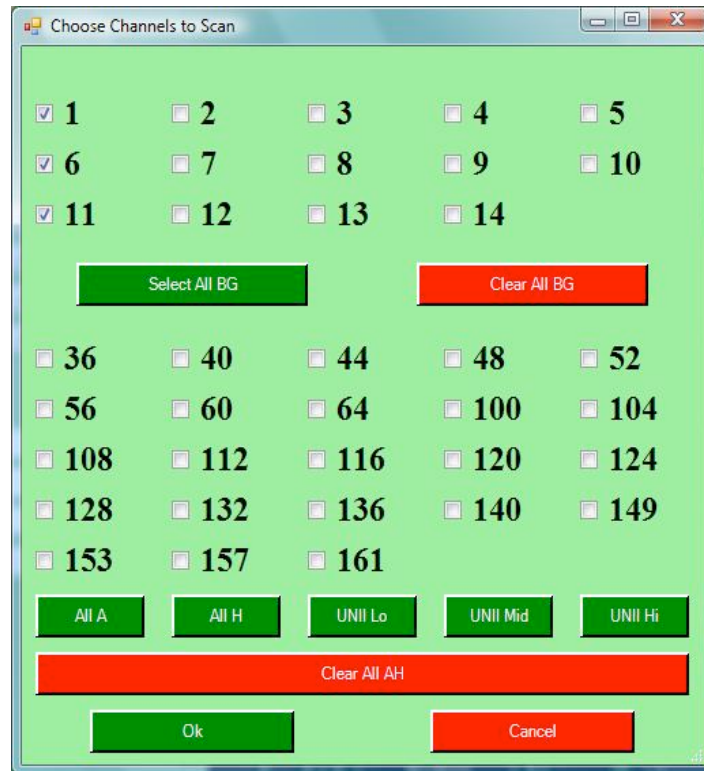 Choose Channels to Scan
1 2 3 4 5
6 7 8 9 10
11 12 13 14
Select All BG Clear All BG
36 40 44 48 52
56 60 64 100 104
108 112 116 120 124
128 132 136 140 149
153 157 161
All A All H UNII Lo UNII Mid UNII Hi
Clear All AH
Ok Cancel